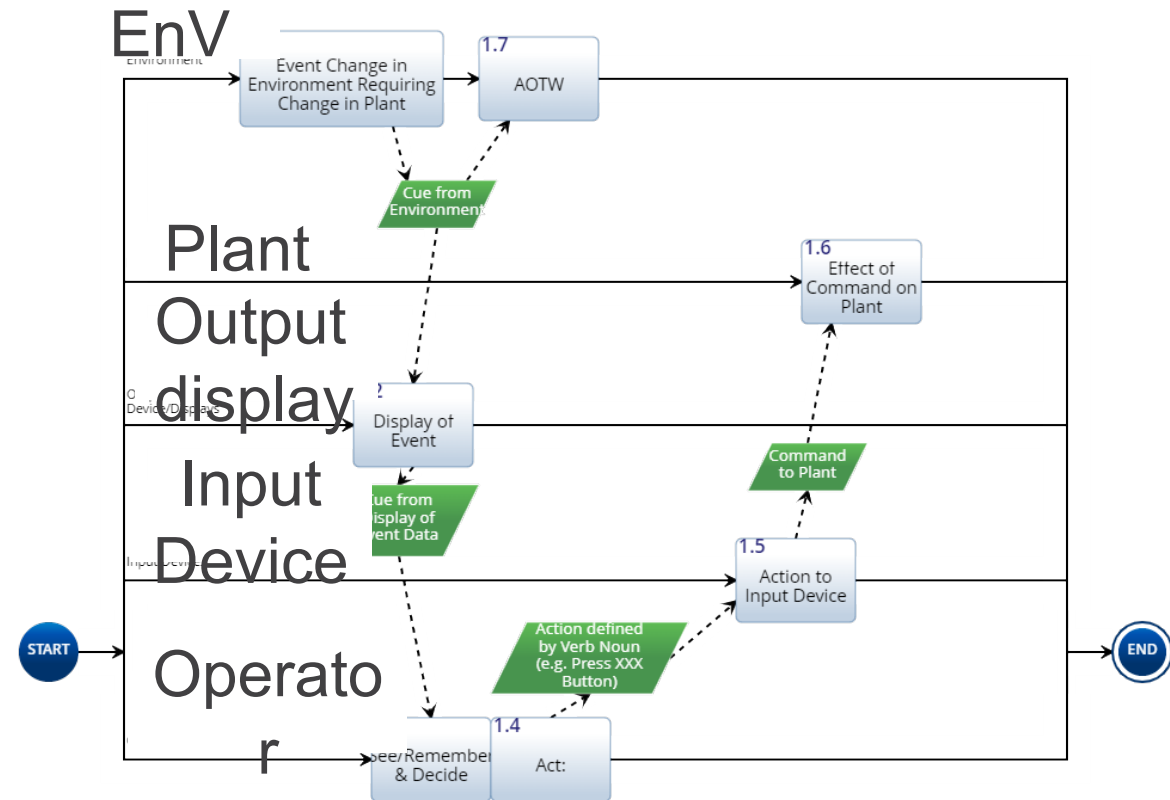 EnV
Environment
Event Change in
Environment Requiring
Change in Plant
1.7
AOTW
Cue from
Environment
Plant
1.6
Effect of
Command on
Plant
Output
display
Device/Displays
2
Display of
Event
Input
Device
Command
to Plant
Cue from
Display of
Event Data
1.5
Action to
Input Device
START
Operato
r
Action defined
by Verb Noun
(e.g. Press XXX
Button)
END
See/Remember
& Decide
1.4
Act: